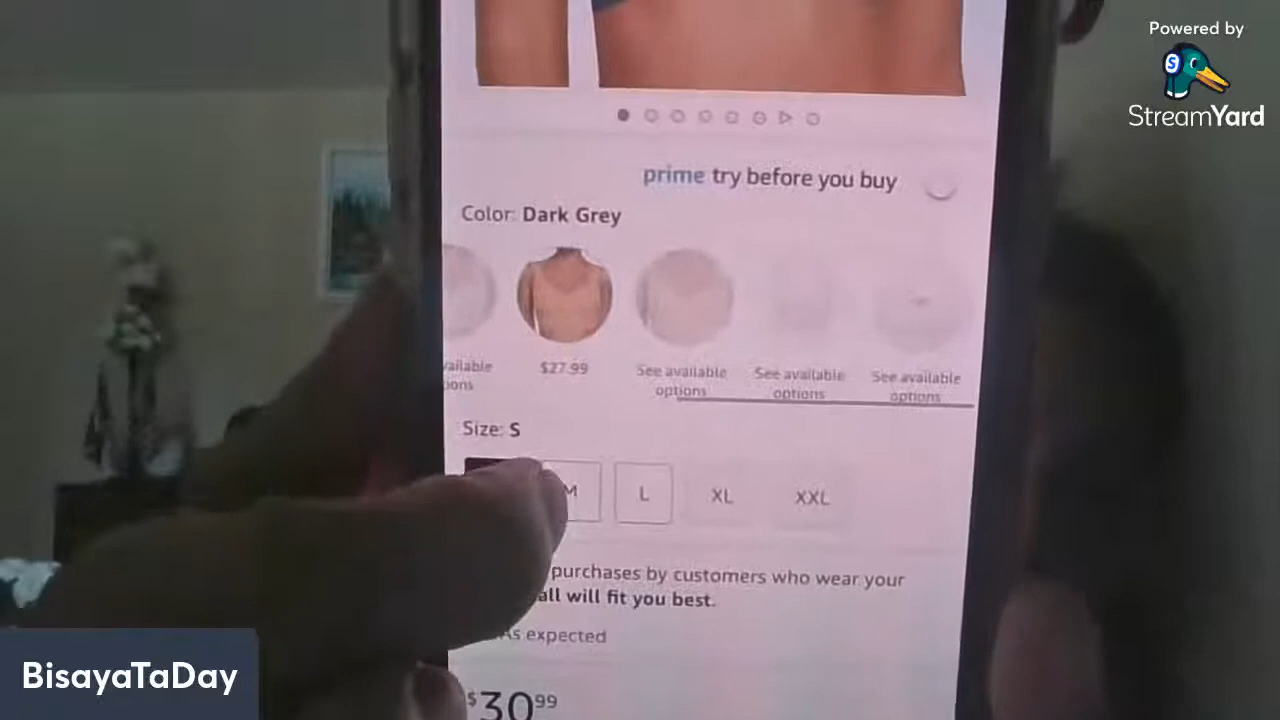 Powered by
StreamYard
prime try before you buy
Color: Dark Grey
$27.99
See available options
See available options
See available options
Size: S
M
L
XL
XXL
purchases by customers who wear your
will fit you best.
As expected
$30 99
BisayaTaDay